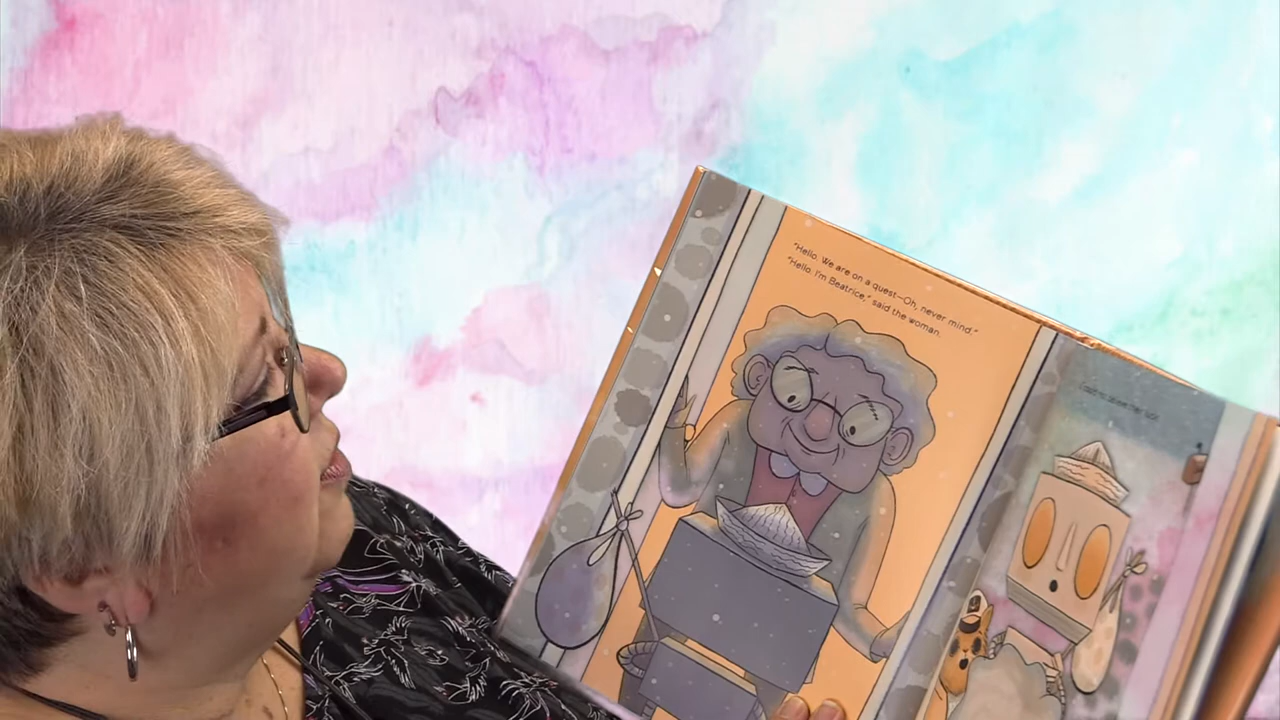 "Hello. We are on a quest—Oh, never mind."
"Hello. I'm Beatrice," said the woman.